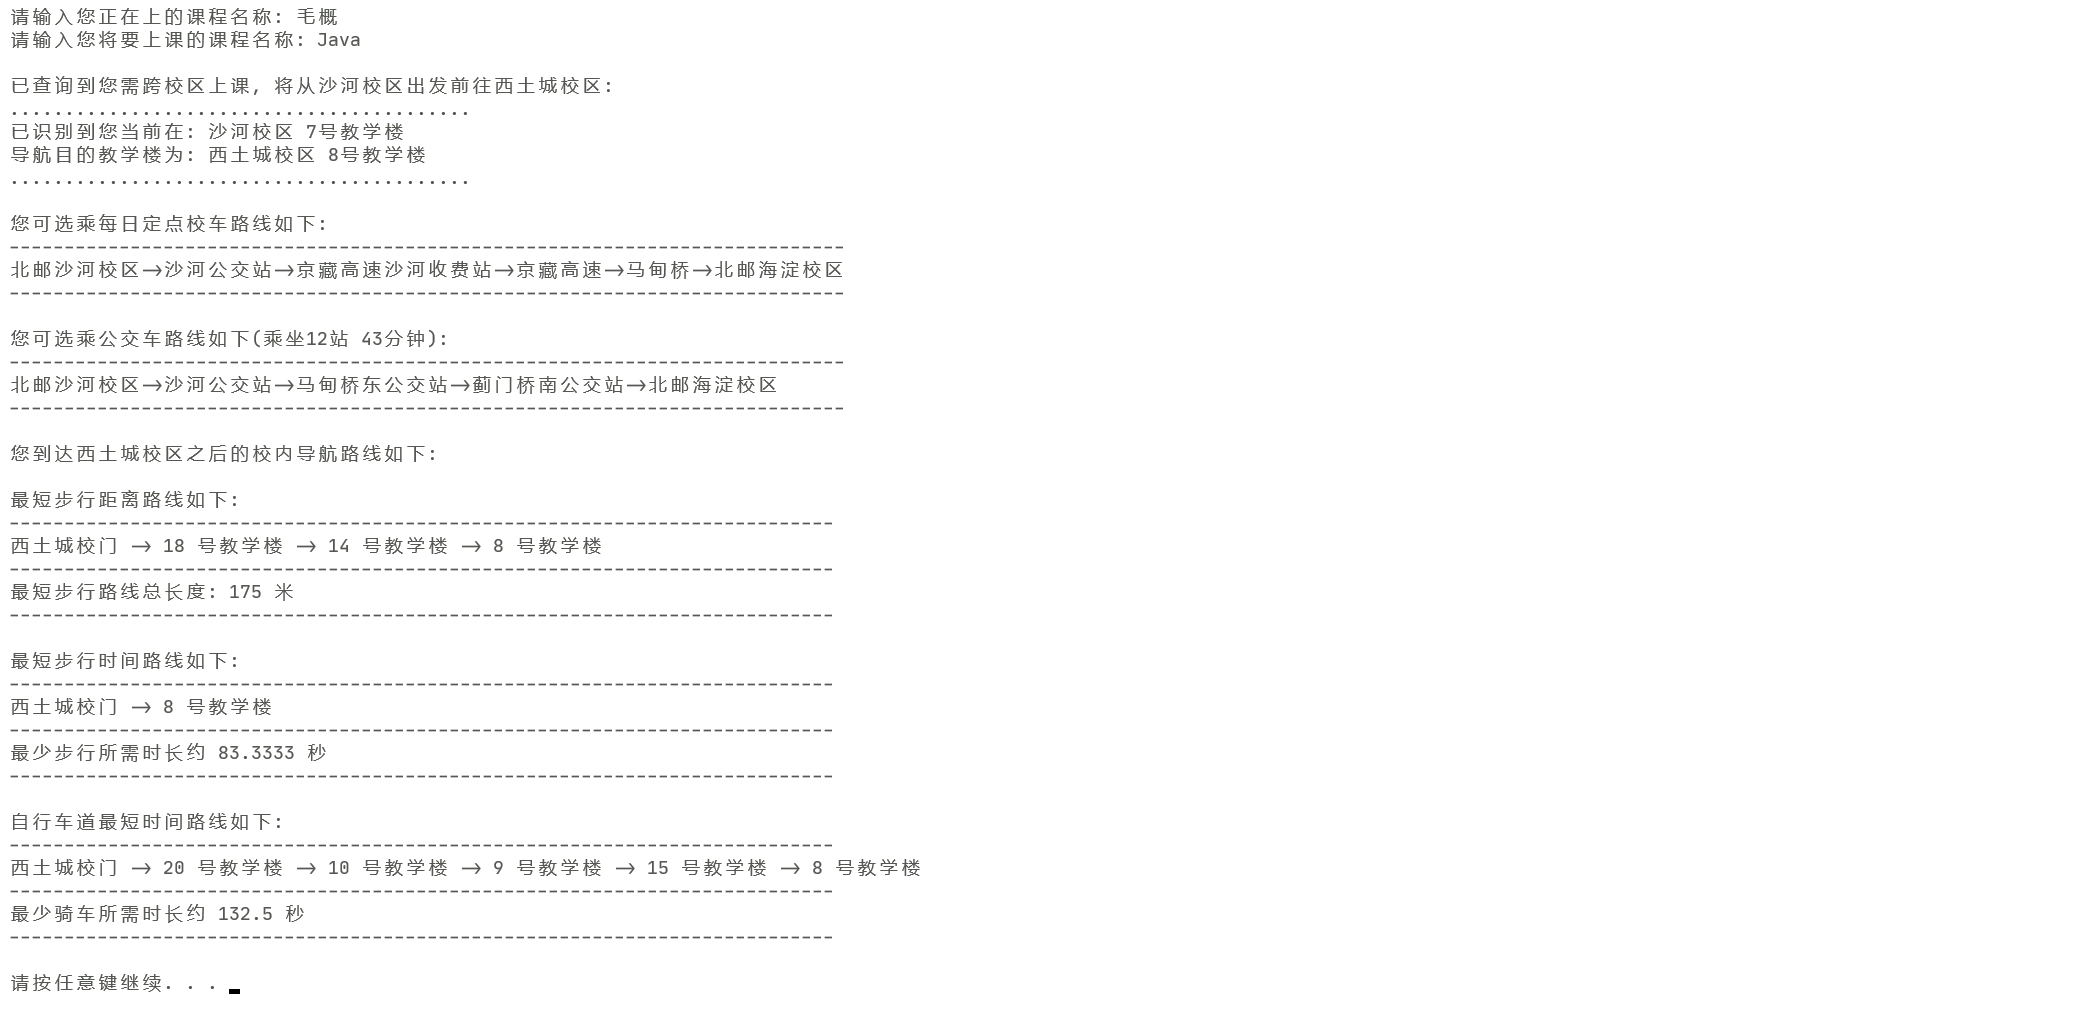 请输入您正在上的课程名称: 毛概
请输入您将要上课的课程名称: Java
已查询到您需跨校区上课, 将从沙河校区出发前往西土城校区:
..........................................
已识别到您当前在: 沙河校区 7号教学楼
导航目的教学楼为: 西土城校区 8号教学楼
..........................................
您可选乘每日定点校车路线如下:
----------------------------------------------------------------------------
北邮沙河校区->沙河公交站->京藏高速沙河收费站->京藏高速->马甸桥->北邮海淀校区
----------------------------------------------------------------------------
您可选乘公交车路线如下(乘坐12站 43分钟):
----------------------------------------------------------------------------
北邮沙河校区->沙河公交站->马甸桥东公交站->蓟门桥南公交站->北邮海淀校区
----------------------------------------------------------------------------
您到达西土城校区之后的校内导航路线如下:
最短步行距离路线如下:
---------------------------------------------------------------------------
西土城校门 -> 18 号教学楼 -> 14 号教学楼 -> 8 号教学楼
---------------------------------------------------------------------------
最短步行路线总长度: 175 米
---------------------------------------------------------------------------
最短步行时间路线如下:
---------------------------------------------------------------------------
西土城校门 -> 8 号教学楼
---------------------------------------------------------------------------
最少步行所需时长约 83.3333 秒
---------------------------------------------------------------------------
自行车道最短时间路线如下:
---------------------------------------------------------------------------
西土城校门 -> 20 号教学楼 -> 10 号教学楼 -> 9 号教学楼 -> 15 号教学楼 -> 8 号教学楼
---------------------------------------------------------------------------
最少骑车所需时长约 132.5 秒
---------------------------------------------------------------------------
请按任意键继续. . .